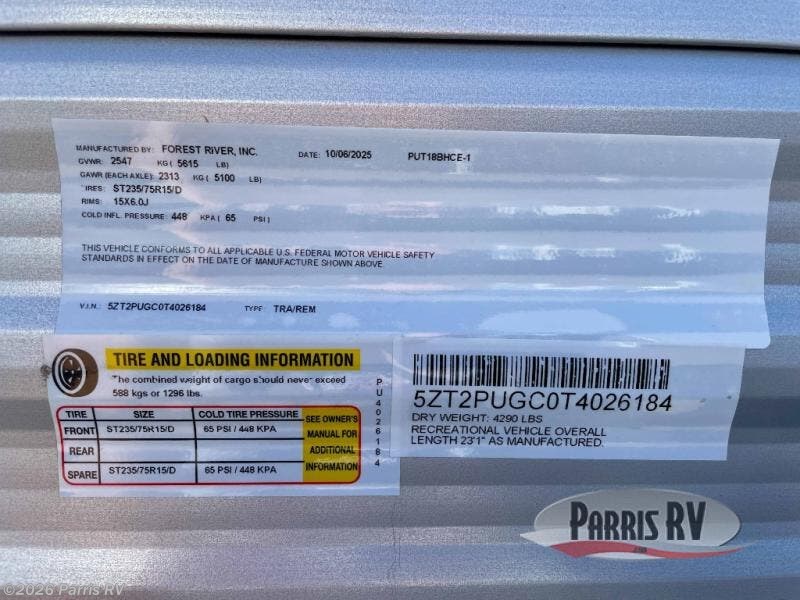 MANUFACTURED BY: FOREST RIVER, INC. DATE: 10/06/2025 PUT18BHCE-1
GVWR: 2547 KG ( 5615 LB)
GAWR (EACH AXLE): 2313 KG ( 5100 LB)
TIRES: ST235/75R15/D
RIMS: 15X6.0J
COLD INFL. PRESSURE: 448 KPA ( 65 PSI )
THIS VEHICLE CONFORMS TO ALL APPLICABLE U.S. FEDERAL MOTOR VEHICLE SAFETY
STANDARDS IN EFFECT ON THE DATE OF MANUFACTURE SHOWN ABOVE.
V.I.N.: 5ZT2PUGC0T4026184 TYPE: TRA/REM
TIRE AND LOADING INFORMATION
The combined weight of cargo should never exceed
588 kgs or 1296 lbs.
TIRE SIZE COLD TIRE PRESSURE
FRONT ST235/75R15/D 65 PSI / 448 KPA
REAR
SPARE ST235/75R15/D 65 PSI / 448 KPA
SEE OWNER'S
MANUAL FOR
ADDITIONAL
INFORMATION
PU4026184
5ZT2PUGC0T4026184
DRY WEIGHT: 4290 LBS
RECREATIONAL VEHICLE OVERALL
LENGTH 23'1" AS MANUFACTURED.
PARRIS RV
.com
©2026 Parris RV